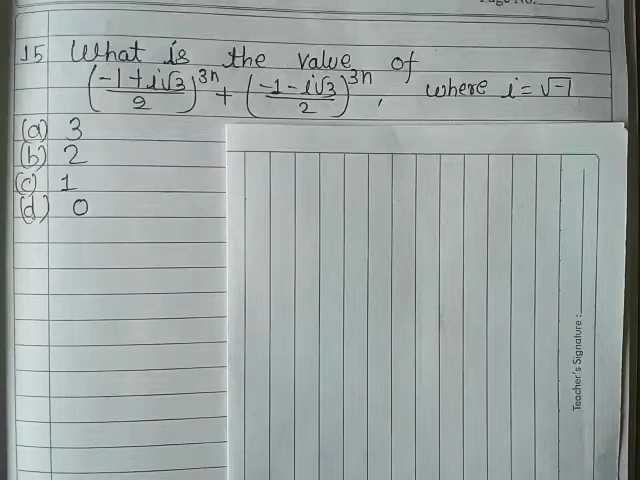 15 What is the value of
(-1+i√3/2)^3n + (-1-i√3/2)^3n, where i = √-1
(a) 3
(b) 2
(c) 1
(d) 0
Teacher's Signature :